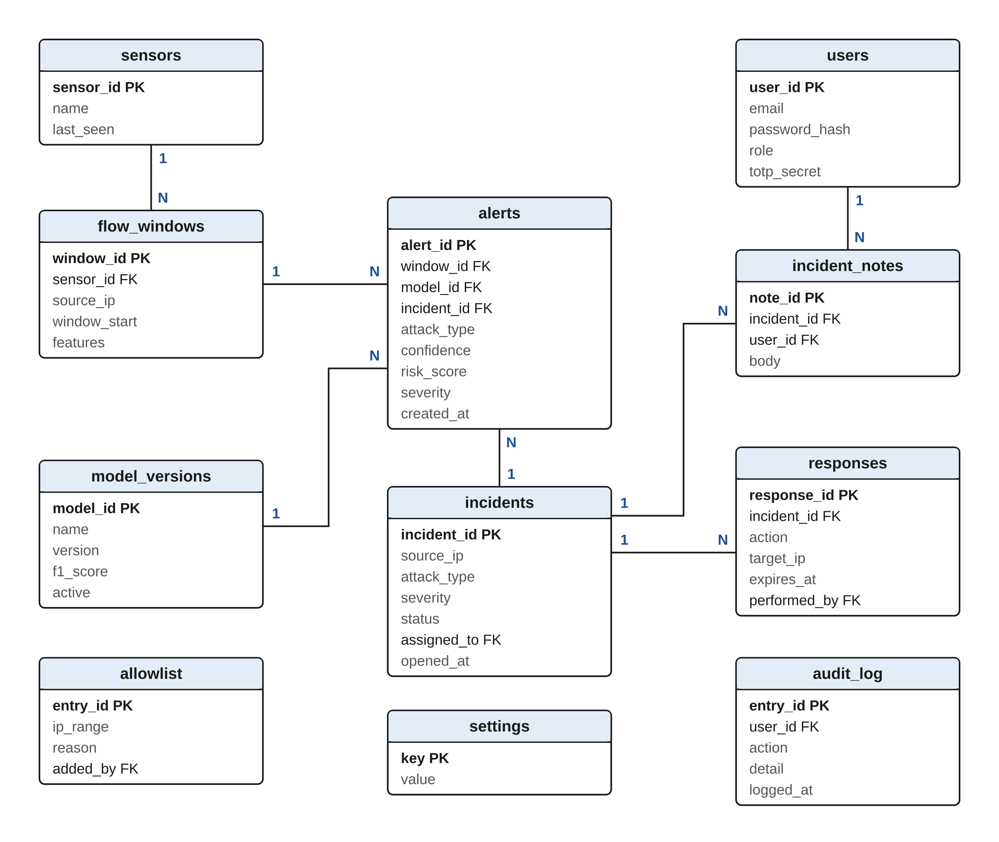 sensors
sensor_id PK
name
last_seen
1
N
flow_windows
window_id PK
sensor_id FK
source_ip
window_start
features
1
N
model_versions
model_id PK
name
version
f1_score
active
1
N
allowlist
entry_id PK
ip_range
reason
added_by FK
alerts
alert_id PK
window_id FK
model_id FK
incident_id FK
attack_type
confidence
risk_score
severity
created_at
N
1
incidents
incident_id PK
source_ip
attack_type
severity
status
assigned_to FK
opened_at
1
N
1
N
settings
key PK
value
users
user_id PK
email
password_hash
role
totp_secret
1
N
incident_notes
note_id PK
incident_id FK
user_id FK
body
responses
response_id PK
incident_id FK
action
target_ip
expires_at
performed_by FK
audit_log
entry_id PK
user_id FK
action
detail
logged_at